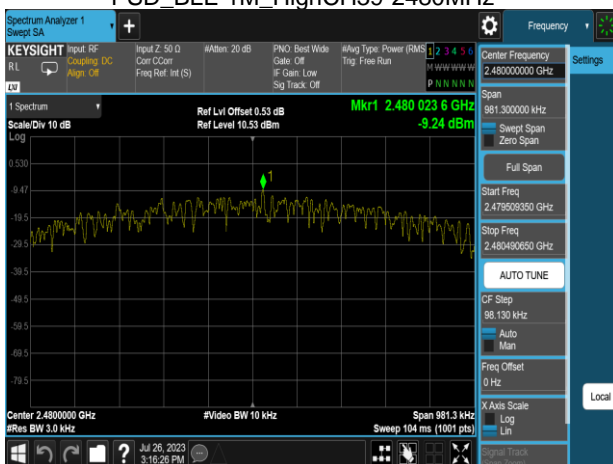 PSD_BLE-1M_HighCH39-2480MHz
Spectrum Analyzer 1
Swept SA
+
Frequency
KEYSIGHT
RL
LXI
Input: RF
Coupling: DC
Align: Off
Input Z: 50 Ω
Corr CCorr
Freq Ref: Int (S)
#Atten: 20 dB
PNO: Best Wide
Gate: Off
IF Gain: Low
Sig Track: Off
#Avg Type: Power (RMS
Trig: Free Run
1 2 3 4 5 6
M W W W W W
P N N N N N
1 Spectrum
Scale/Div 10 dB
Log
Ref Lvl Offset 0.53 dB
Ref Level 10.53 dBm
Mkr1 2.480 023 6 GHz
-9.24 dBm
0.530
-9.47
-19.5
-29.5
-39.5
-49.5
-59.5
-69.5
-79.5
1
Center 2.4800000 GHz
#Res BW 3.0 kHz
#Video BW 10 kHz
Span 981.3 kHz
Sweep 104 ms (1001 pts)
Jul 26, 2023
3:16:26 PM
?
Center Frequency
2.480000000 GHz
Span
981.300000 kHz
Swept Span
Zero Span
Full Span
Start Freq
2.479509350 GHz
Stop Freq
2.480490650 GHz
AUTO TUNE
CF Step
98.130 kHz
Auto
Man
Freq Offset
0 Hz
X Axis Scale
Log
Lin
Signal Track
Settings
Local